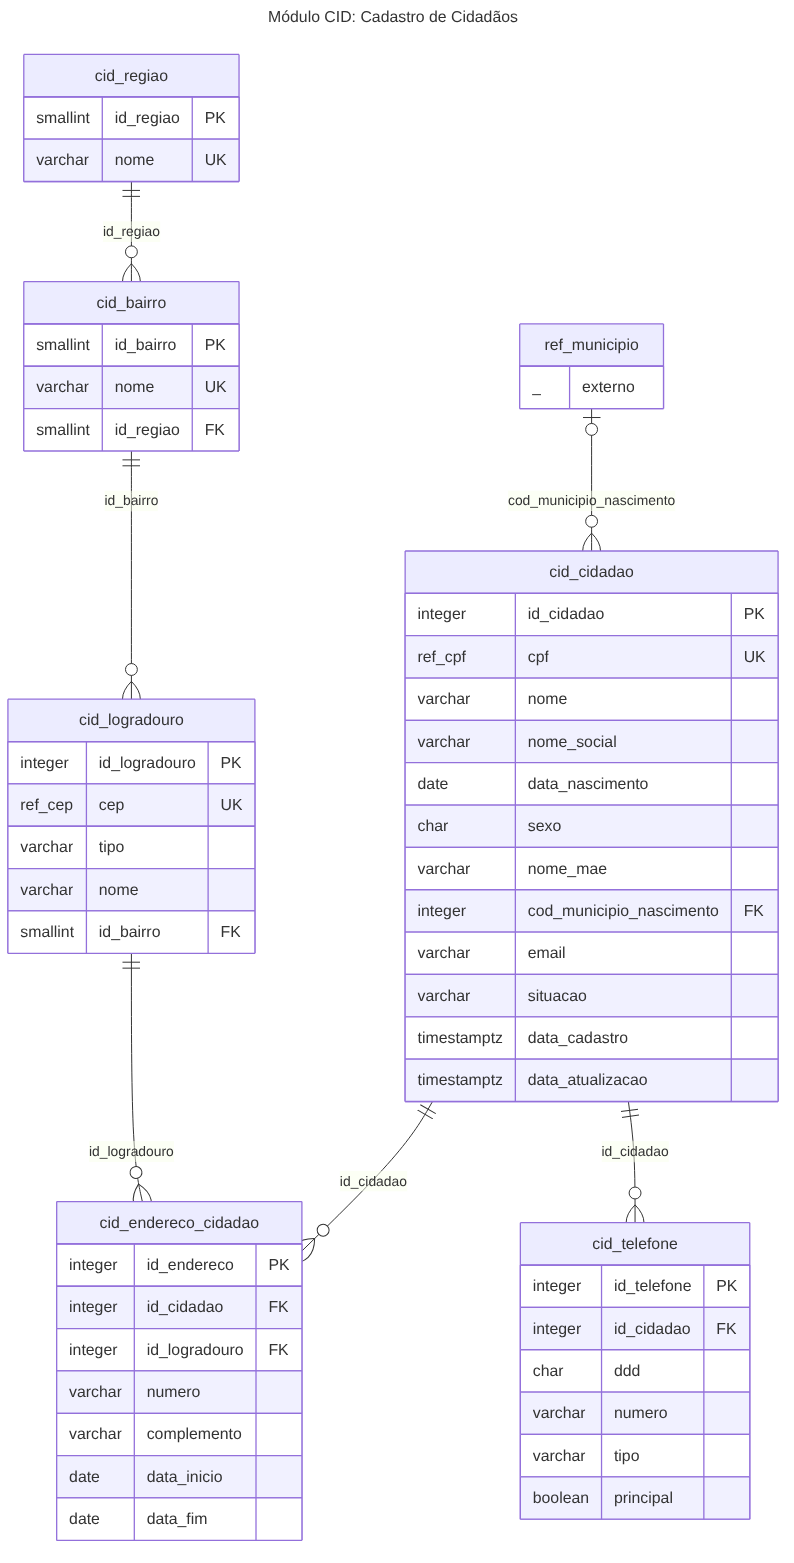 Módulo CID: Cadastro de Cidadãos
cid_regiao
smallint id_regiao PK
varchar nome UK
id_regiao
cid_bairro
smallint id_bairro PK
varchar nome UK
smallint id_regiao FK
ref_municipio
_ externo
id_bairro
cod_municipio_nascimento
cid_cidadao
integer id_cidadao PK
ref_cpf cpf UK
varchar nome
varchar nome_social
date data_nascimento
char sexo
varchar nome_mae
integer cod_municipio_nascimento FK
varchar email
varchar situacao
timestamptz data_cadastro
timestamptz data_atualizacao
cid_logradouro
integer id_logradouro PK
ref_cep cep UK
varchar tipo
varchar nome
smallint id_bairro FK
id_logradouro
id_cidadao
id_cidadao
cid_endereco_cidadao
integer id_endereco PK
integer id_cidadao FK
integer id_logradouro FK
varchar numero
varchar complemento
date data_inicio
date data_fim
cid_telefone
integer id_telefone PK
integer id_cidadao FK
char ddd
varchar numero
varchar tipo
boolean principal